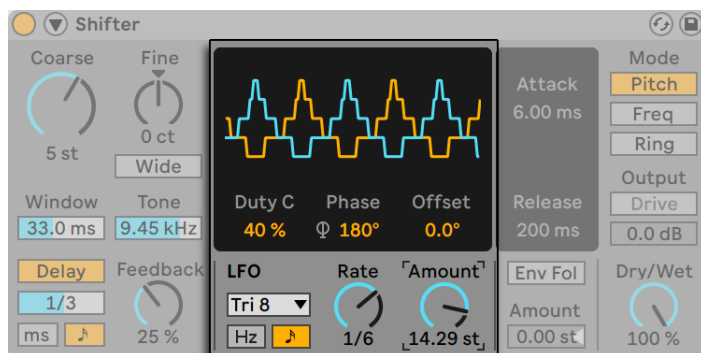 Shifter
Coarse
5 st
Fine
0 ct
Wide
Window
33.0 ms
Tone
9.45 kHz
Delay
1/3
ms
Feedback
25 %
Duty C
40 %
Phase
180°
Offset
0.0°
LFO
Tri 8
Hz
Rate
1/6
Amount
14.29 st
Attack
6.00 ms
Release
200 ms
Env Fol
Amount
0.00 st
Mode
Pitch
Freq
Ring
Output
Drive
0.0 dB
Dry/Wet
100 %